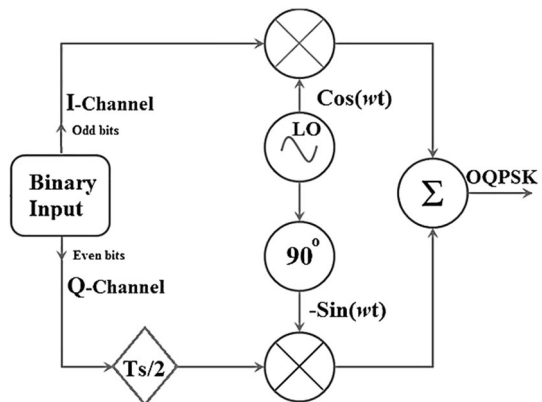 I-Channel
Odd bits
Cos(wt)
LO
Binary
Input
Σ
OQPSK
Even bits
90°
Q-Channel
-Sin(wt)
Ts/2